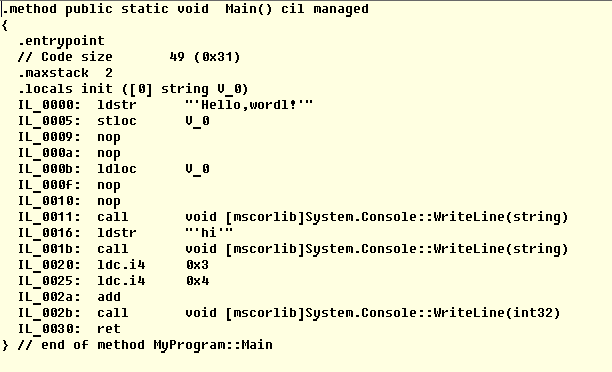 .method public static void  Main() cil managed
{
  .entrypoint
  // Code size       49 (0x31)
  .maxstack  2
  .locals init ([0] string V_0)
  IL_0000:  ldstr      "'Hello,wordl!'"
  IL_0005:  stloc      V_0
  IL_0009:  nop
  IL_000a:  nop
  IL_000b:  ldloc      V_0
  IL_000f:  nop
  IL_0010:  nop
  IL_0011:  call       void [mscorlib]System.Console::WriteLine(string)
  IL_0016:  ldstr      "'hi'"
  IL_001b:  call       void [mscorlib]System.Console::WriteLine(string)
  IL_0020:  ldc.i4     0x3
  IL_0025:  ldc.i4     0x4
  IL_002a:  add
  IL_002b:  call       void [mscorlib]System.Console::WriteLine(int32)
  IL_0030:  ret
} // end of method MyProgram::Main